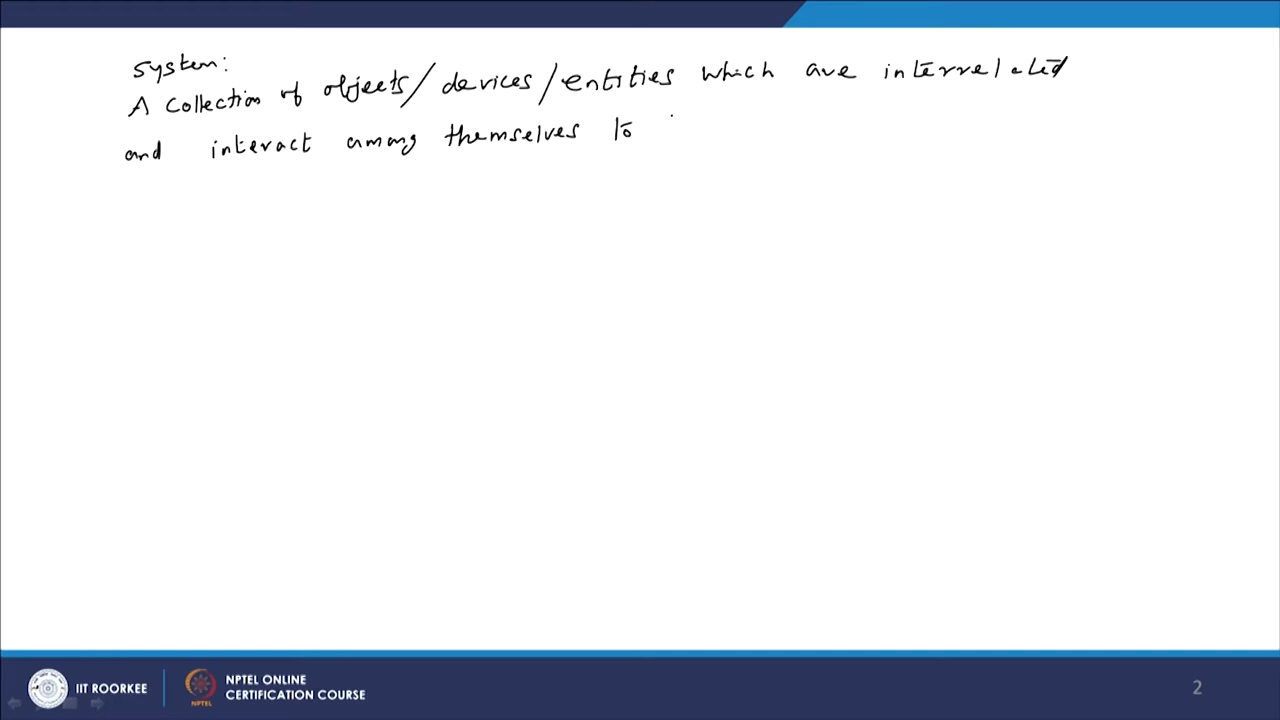 System:
A collection of objects/devices/entities which are interrelated
and interact among themselves to
IIT ROORKEE
NPTEL ONLINE
CERTIFICATION COURSE
NPTEL
2